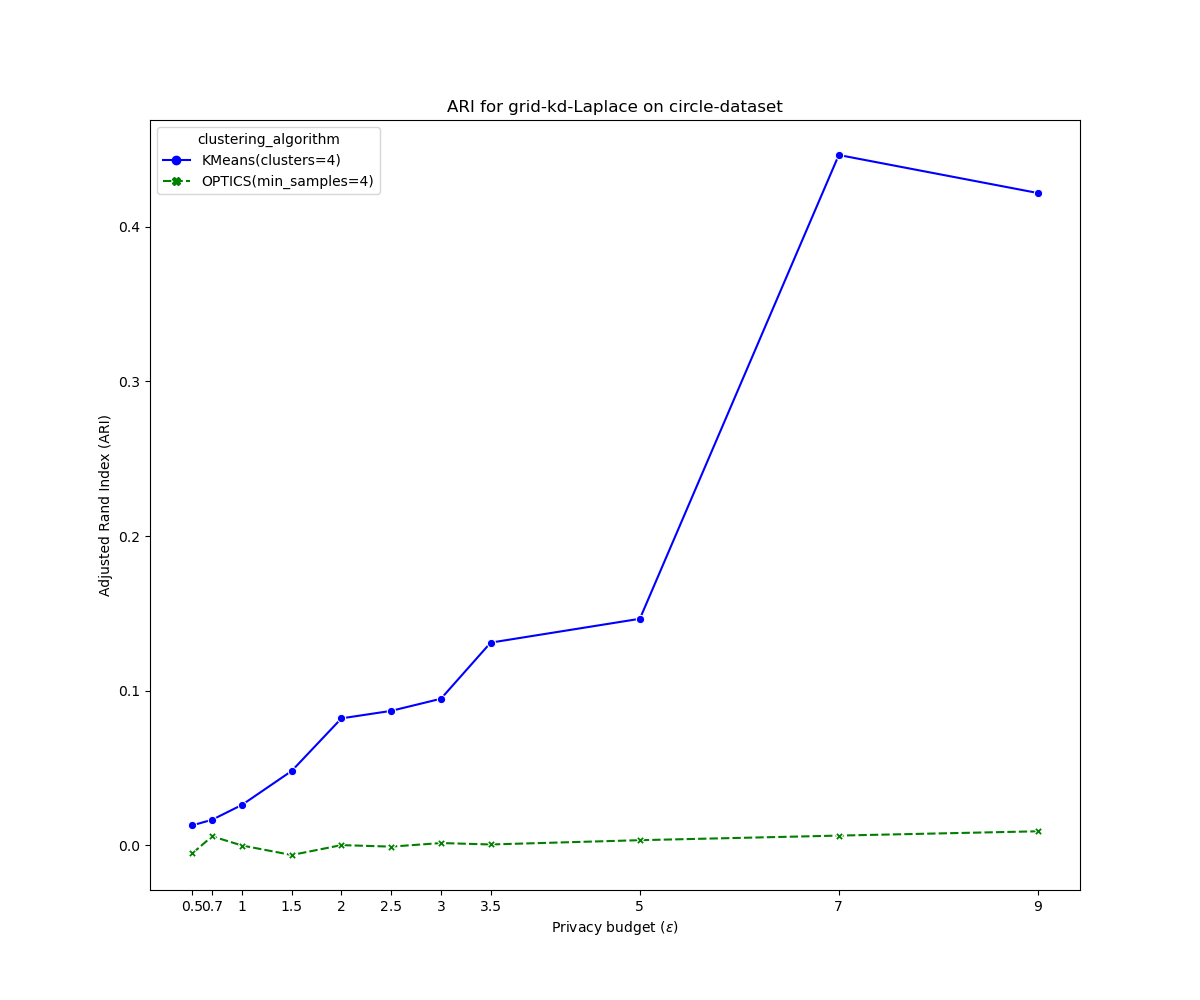 ARI for grid-kd-Laplace on circle-dataset
clustering_algorithm
KMeans(clusters=4)
OPTICS(min_samples=4)
Adjusted Rand Index (ARI)
0.4
0.3
0.2
0.1
0.0
0.5 0.7 1 1.5 2 2.5 3 3.5 5 7 9
Privacy budget (ε)